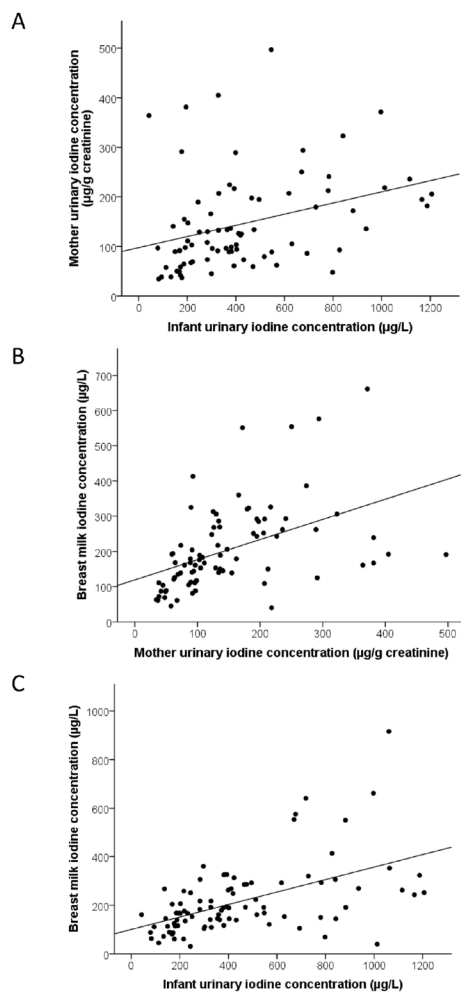 A
Mother urinary iodine concentration
(µg/g creatinine)
500
400
300
200
100
0
0 200 400 600 800 1000 1200
Infant urinary iodine concentration (µg/L)
B
Breast milk iodine concentration (µg/L)
700
600
500
400
300
200
100
0
0 100 200 300 400 500
Mother urinary iodine concentration (µg/g creatinine)
C
Breast milk iodine concentration (µg/L)
1000
800
600
400
200
0
0 200 400 600 800 1000 1200
Infant urinary iodine concentration (µg/L)